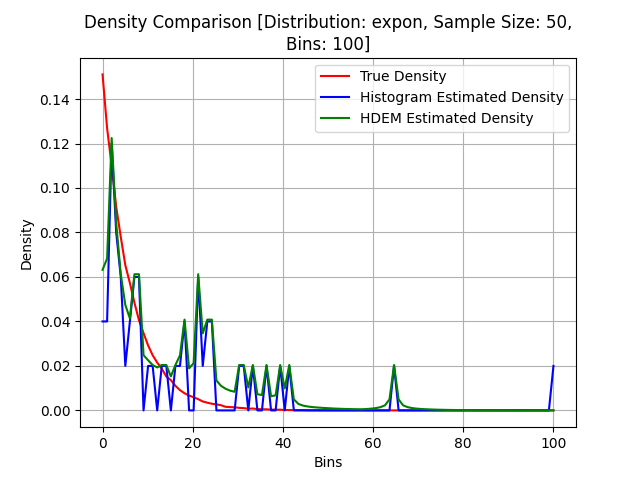 Density Comparison [Distribution: expon, Sample Size: 50,
Bins: 100]
True Density
Histogram Estimated Density
HDEM Estimated Density
Density
0.14
0.12
0.10
0.08
0.06
0.04
0.02
0.00
0 20 40 60 80 100
Bins